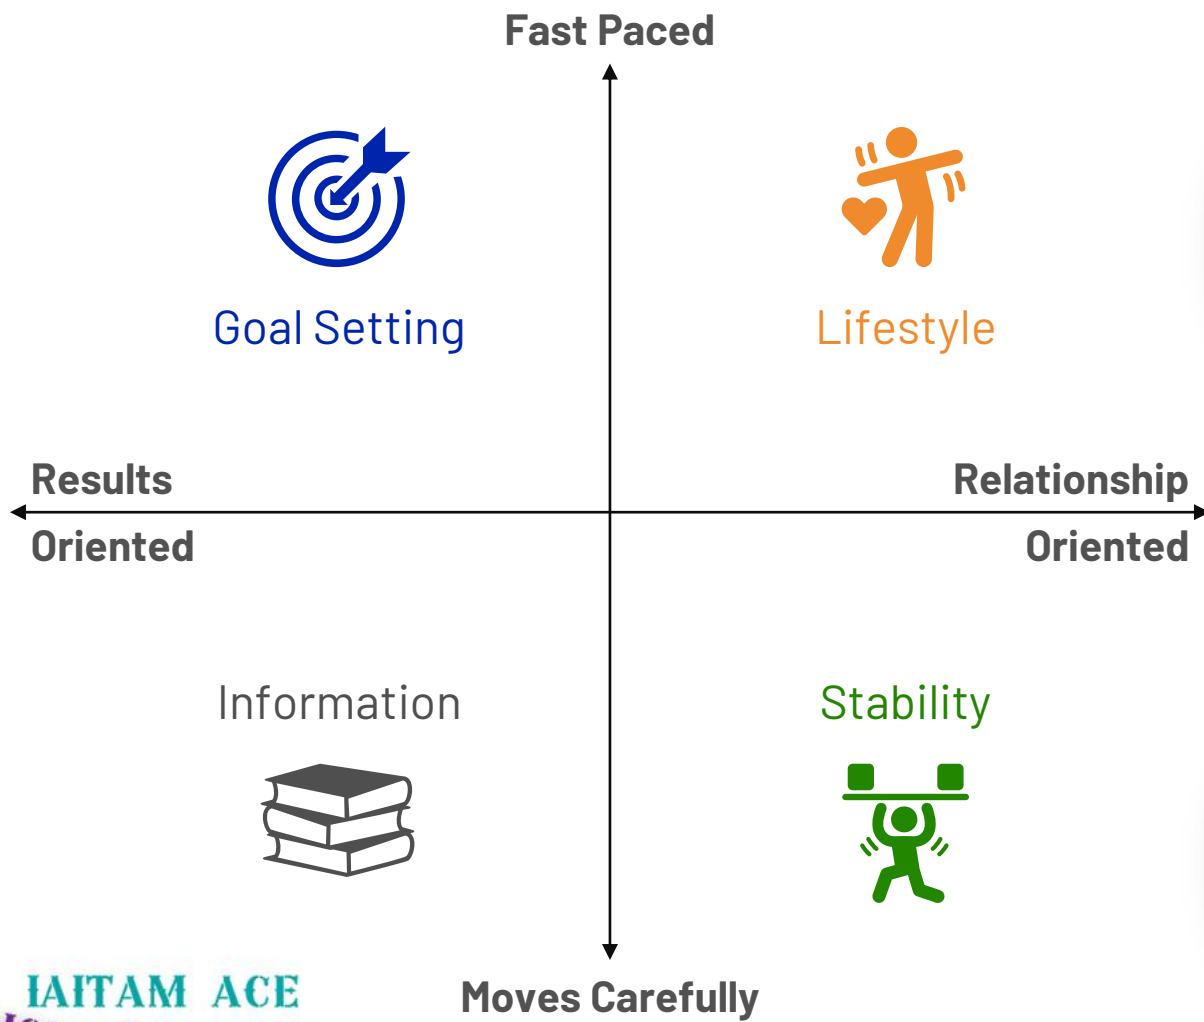 Fast Paced
Goal Setting
Lifestyle
Results
Relationship
Oriented
Oriented
Information
Stability
IAITAM ACE
Moves Carefully